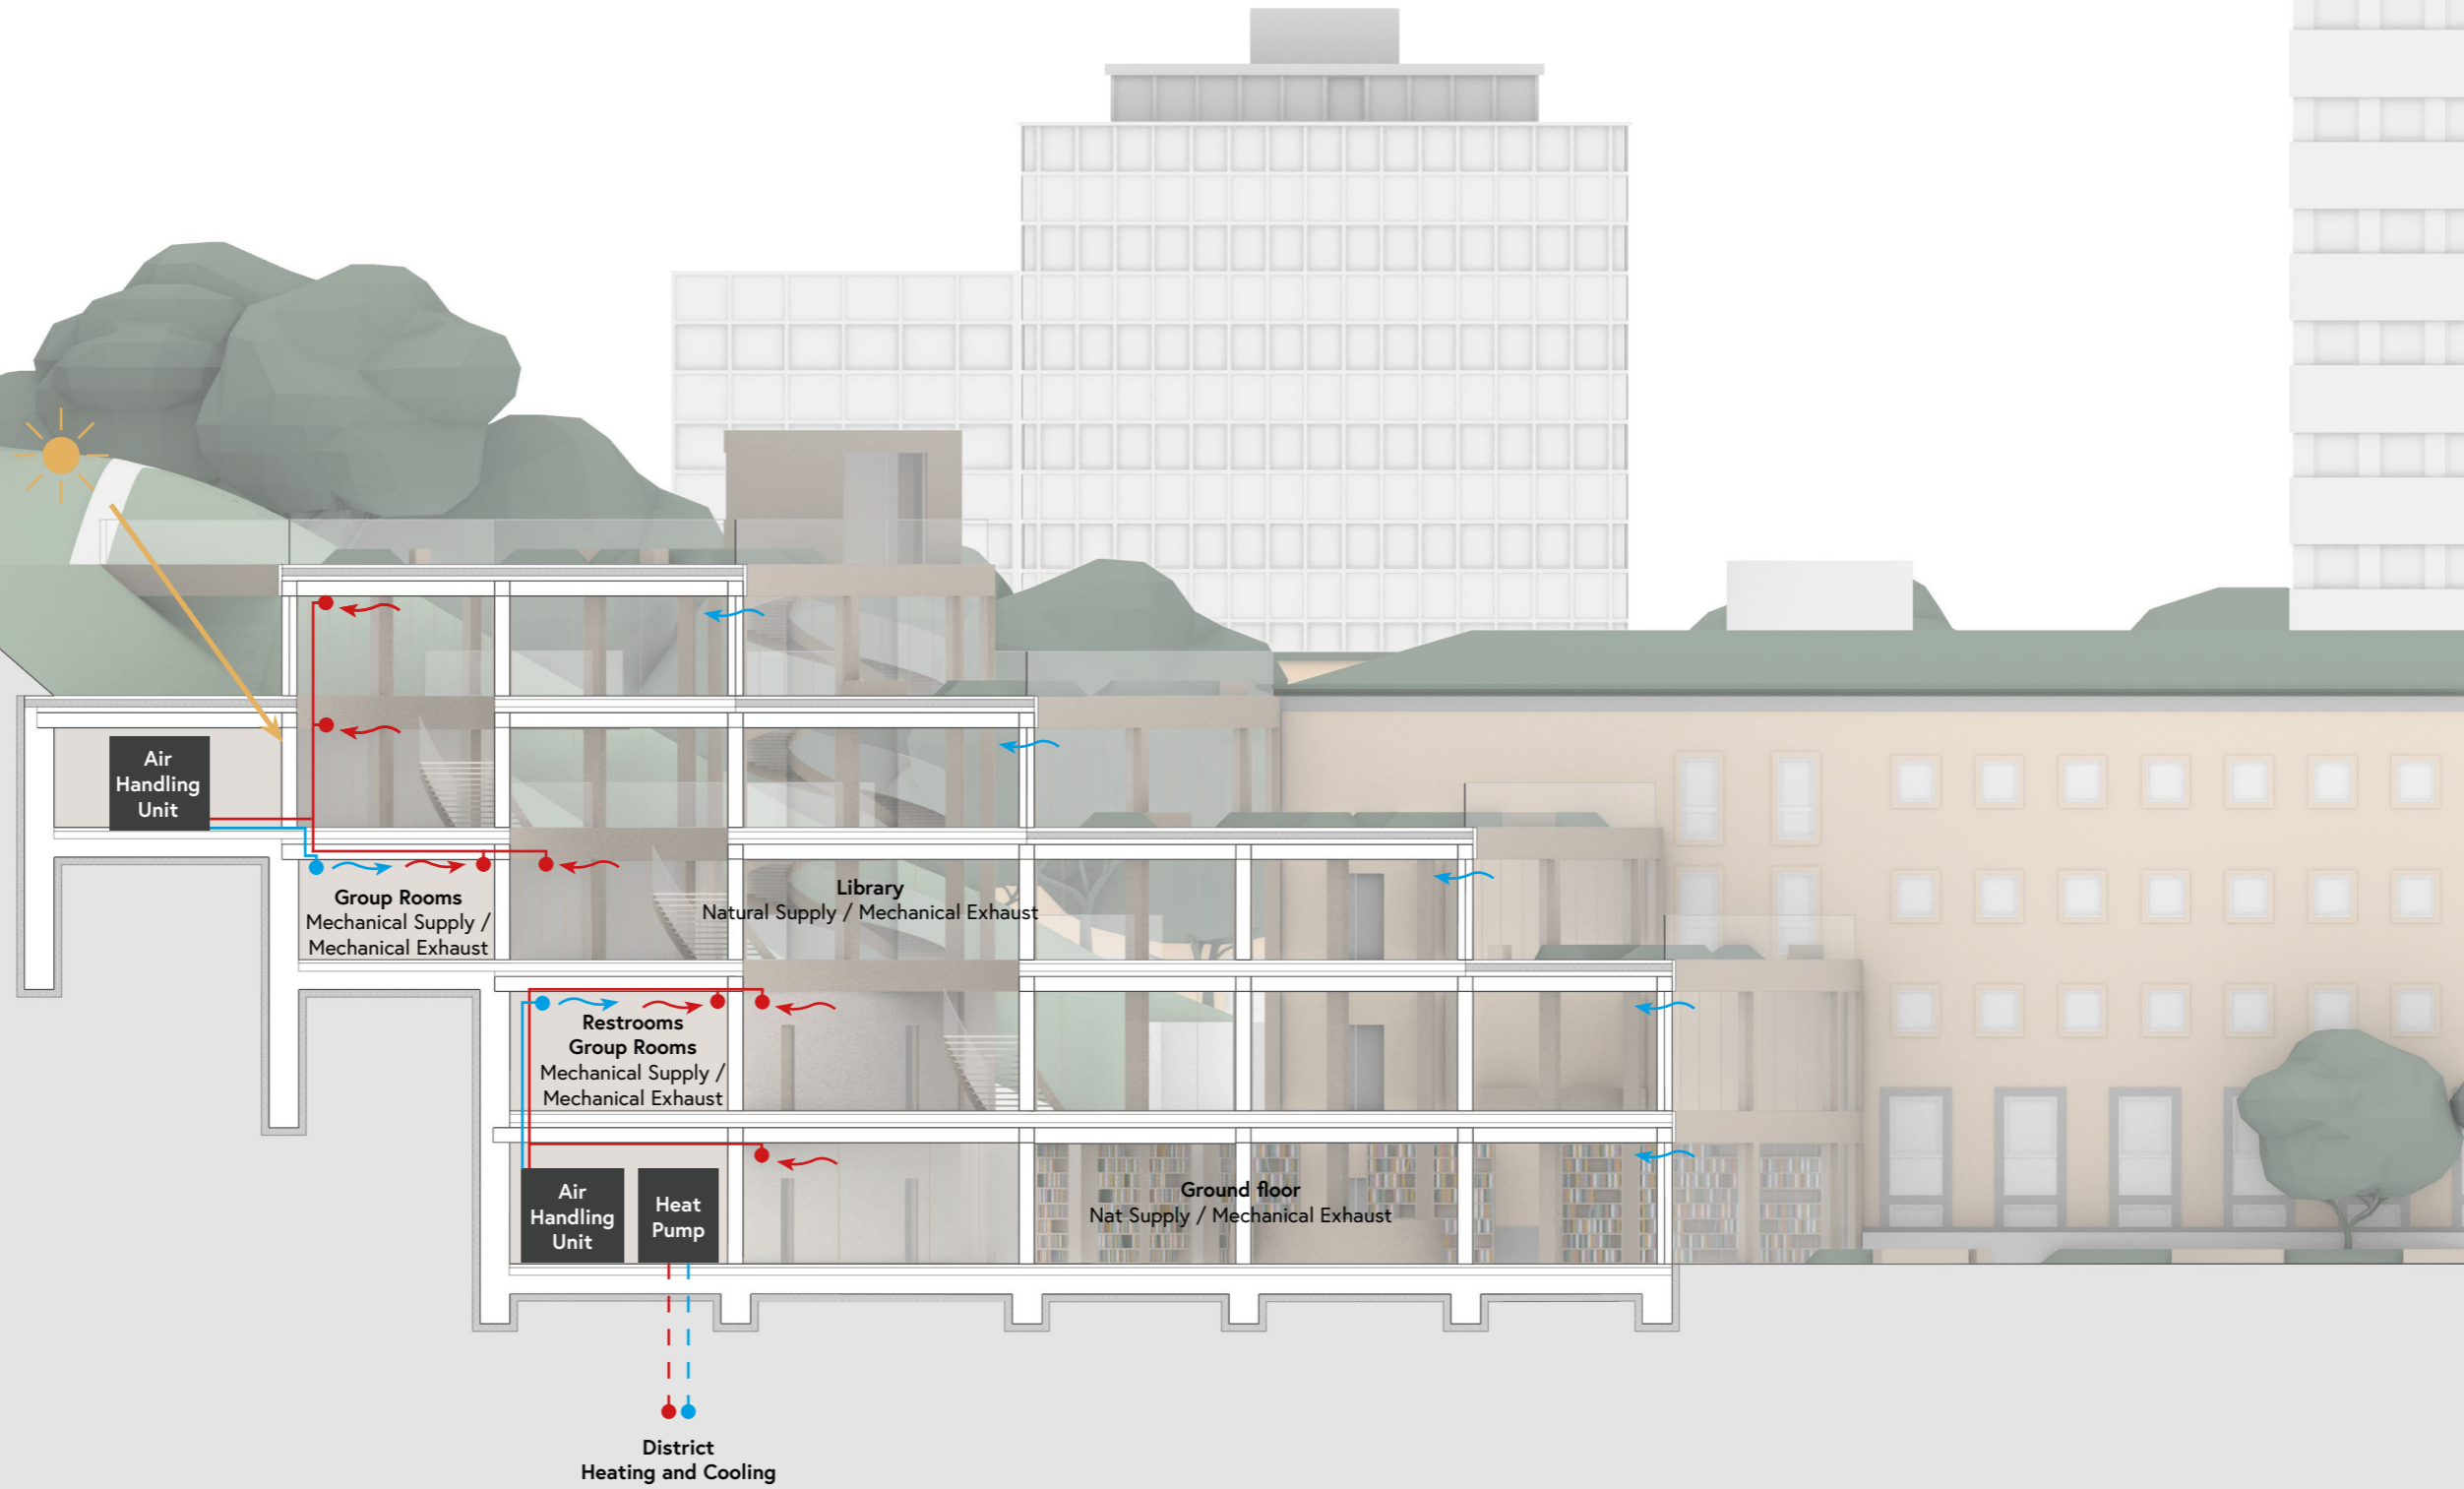 Air
Handling
Unit
Group Rooms
Mechanical Supply /
Mechanical Exhaust
Library
Natural Supply / Mechanical Exhaust
Restrooms
Group Rooms
Mechanical Supply /
Mechanical Exhaust
Air
Handling
Unit
Heat
Pump
Ground floor
Nat Supply / Mechanical Exhaust
District
Heating and Cooling